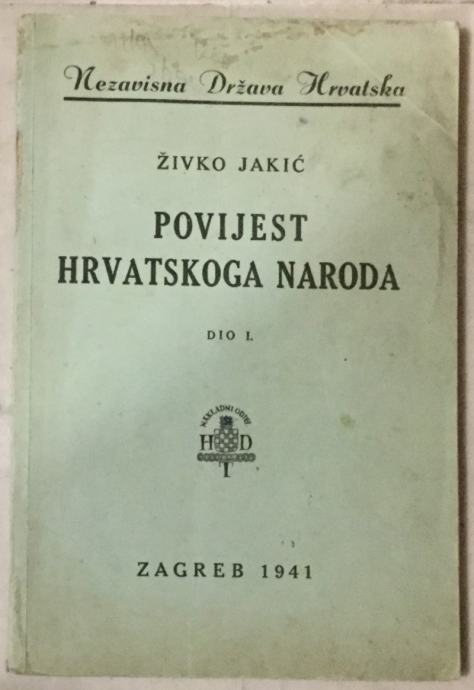 Nezavisna Država Hrvatska
ŽIVKO JAKIĆ
POVIJEST
HRVATSKOGA NARODA
DIO I.
NAKLADNI ODJEL
H D
T
ZAGREB 1941